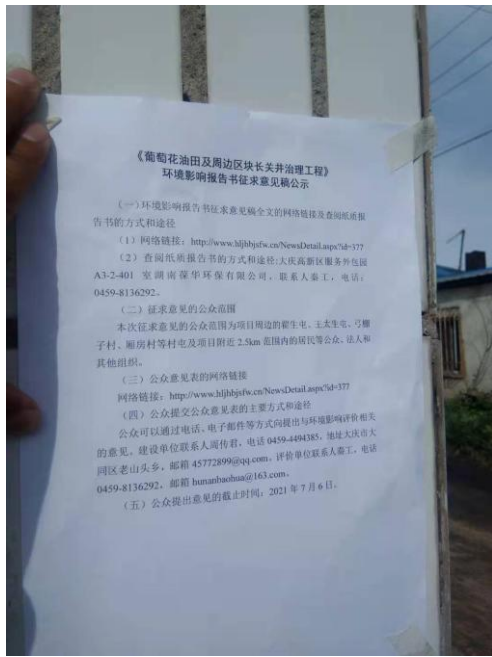 《葡萄花油田及周边区块长关井治理工程》
环境影响报告书征求意见稿公示
(一)环境影响报告书征求意见稿全文的网络链接及查阅纸质报
告书的方式和途径
(1)网络链接:http://www.hljhbjsfw.cn/NewsDetail.aspx?id=377
(2)查阅纸质报告书的方式和途径:大庆高新区服务外包园
A3-2-401 室湖南葆华环保有限公司,联系人秦工,电话:
0459-8136292。
(二)征求意见的公众范围
本次征求意见的公众范围为项目周边的翟生屯、王太生屯、弓棚
子村、厢房村等村屯及项目附近 2.5km 范围内的居民等公众、法人和
其他组织。
(三)公众意见表的网络链接
网络链接:http://www.hljhbjsfw.cn/NewsDetail.aspx?id=377
(四)公众提交公众意见表的主要方式和途径
公众可以通过电话、电子邮件等方式向提出与环境影响评价相关
的意见。建设单位联系人周传君,电话 0459-4494385,地址大庆市大
同区老山头乡,邮箱 45772899@qq.com。评价单位联系人秦工,电话
0459-8136292,邮箱 hunanbaohua@163.com。
(五)公众提出意见的截止时间:2021 年 7 月 6 日。